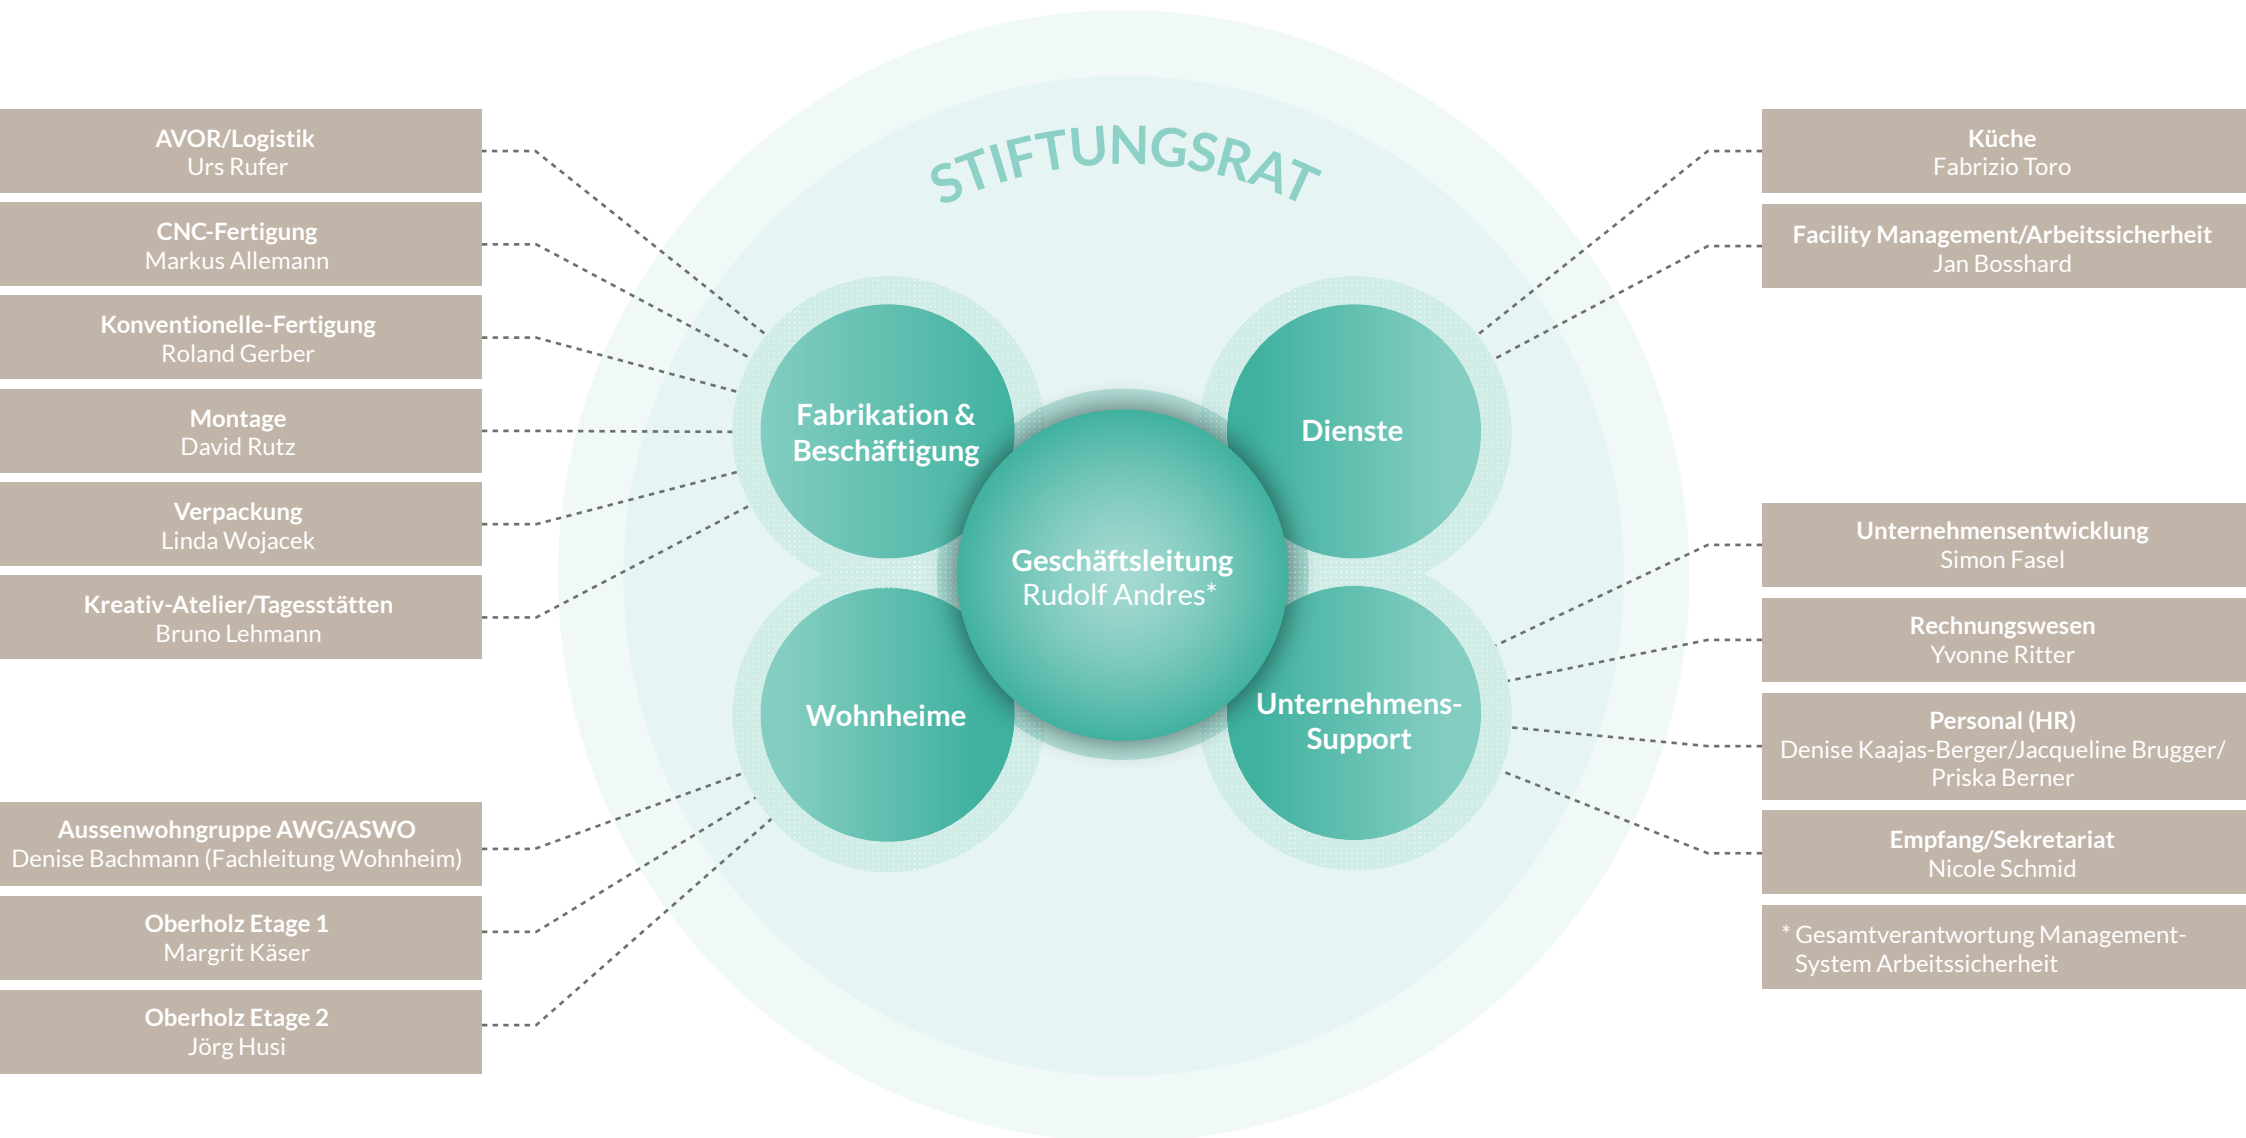 STIFTUNGSRAT
AVOR/Logistik
Urs Rufer
CNC-Fertigung
Markus Allemann
Konventionelle-Fertigung
Roland Gerber
Montage
David Rutz
Verpackung
Linda Wojacek
Kreativ-Atelier/Tagesstätten
Bruno Lehmann
Aussenwohngruppe AWG/ASWO
Denise Bachmann (Fachleitung Wohnheim)
Oberholz Etage 1
Margrit Käser
Oberholz Etage 2
Jörg Husi
Fabrikation &
Beschäftigung
Wohnheime
Geschäftsleitung
Rudolf Andres*
Dienste
Unternehmens-
Support
Küche
Fabrizio Toro
Facility Management/Arbeitssicherheit
Jan Bosshard
Unternehmensentwicklung
Simon Fasel
Rechnungswesen
Yvonne Ritter
Personal (HR)
Denise Kaajas-Berger/Jacqueline Brugger/
Priska Berner
Empfang/Sekretariat
Nicole Schmid
* Gesamtverantwortung Management-
System Arbeitssicherheit